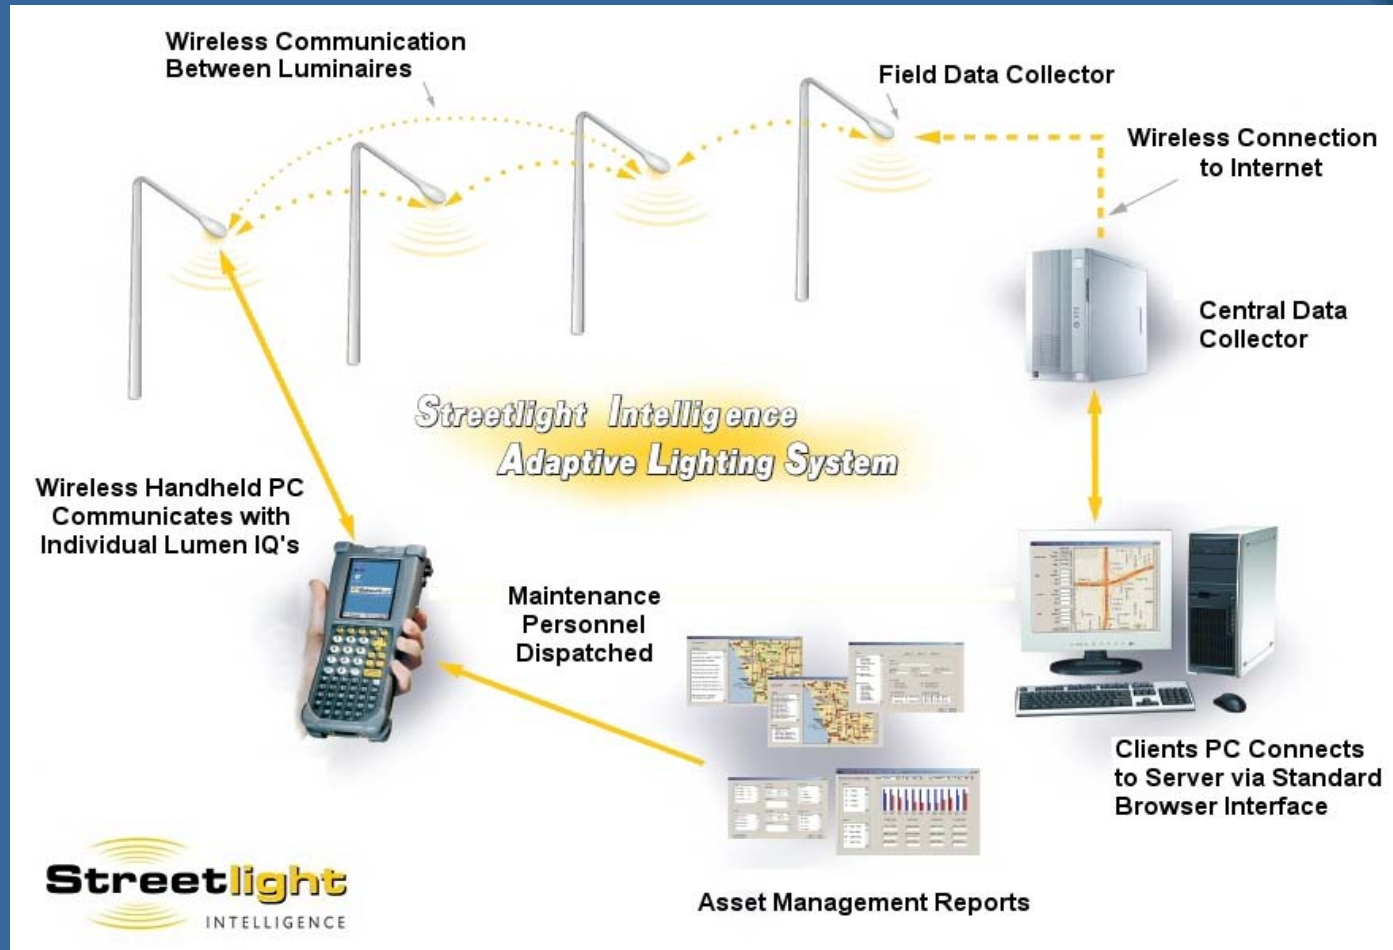 Wireless Communication
Between Luminaires
Field Data Collector
Wireless Connection
to Internet
Central Data
Collector
Streetlight Intelligence
Adaptive Lighting System
Wireless Handheld PC
Communicates with
Individual Lumen IQ's
Maintenance
Personnel
Dispatched
Clients PC Connects
to Server via Standard
Browser Interface
Asset Management Reports
Streetlight
INTELLIGENCE